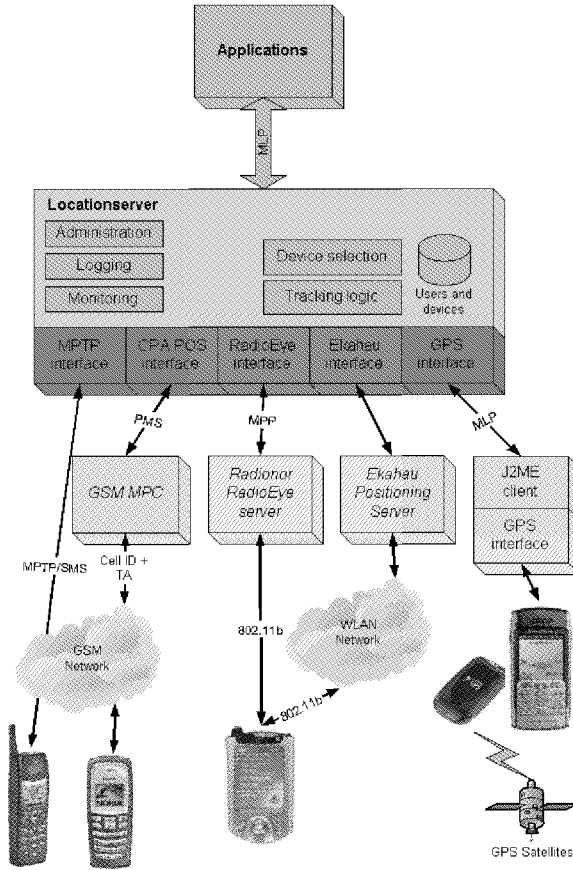 Applications
MLP
Locationserver
Administration
Logging
Monitoring
Device selection
Tracking logic
Users and
devices
MPTP
interface
CPA POS
interface
RadioEye
interface
Ekahau
interface
GPS
interface
PMS
MPP
MLP
GSM MPC
Radionor
RadioEye
server
Ekahau
Positioning
Server
J2ME
client
GPS
interface
MPTP/SMS
Cell ID +
TA
GSM
Network
802.11b
WLAN
Network
802.11b
NOKIA
GPS Satellites